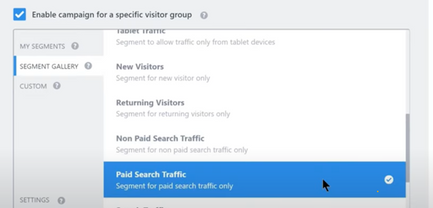 Enable campaign for a specific visitor group ?
Tablet Traffic
Segment to allow traffic only from tablet devices
MY SEGMENTS ?
SEGMENT GALLERY ?
CUSTOM ?
New Visitors
Segment for new visitor only
Returning Visitors
Segment for returning visitors only
Non Paid Search Traffic
Segment for non paid search traffic only
Paid Search Traffic
Segment for paid search traffic only
SETTINGS ?